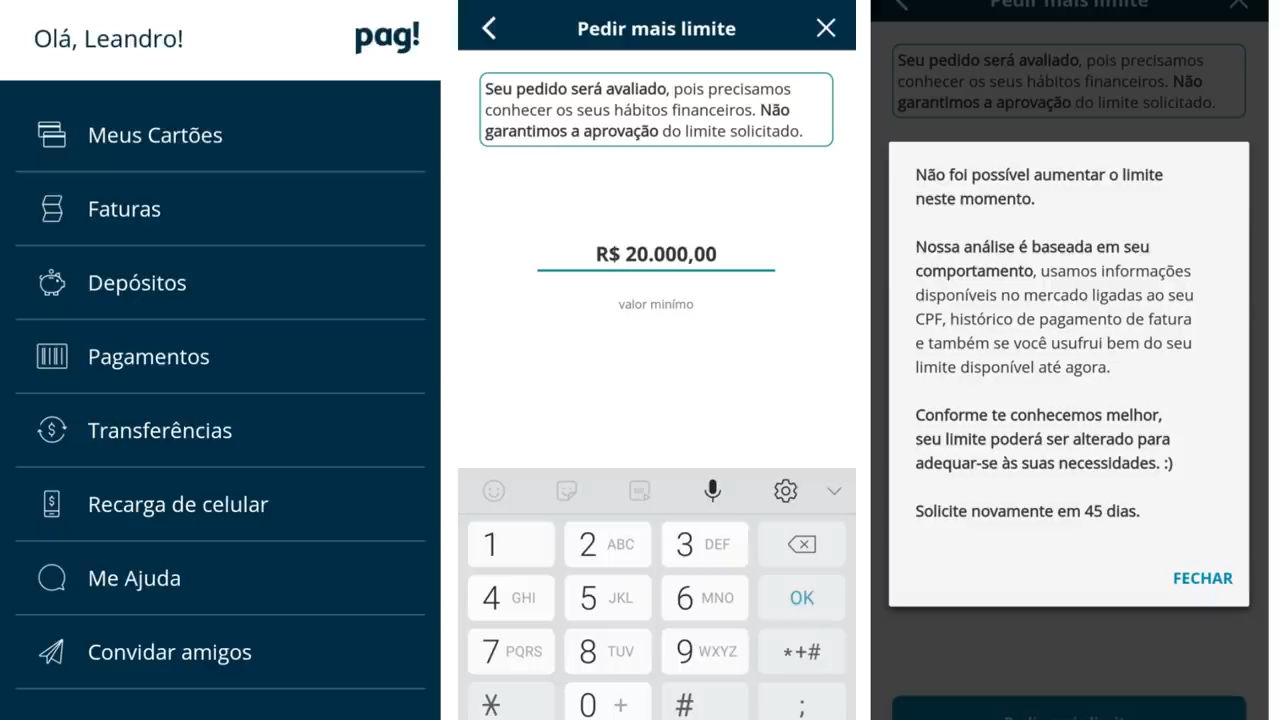 Olá, Leandro!
pag!
Meus Cartões
Faturas
Depósitos
Pagamentos
Transferências
Recarga de celular
Me Ajuda
Convidar amigos
Pedir mais limite
Seu pedido será avaliado, pois precisamos
conhecer os seus hábitos financeiros. Não
garantimos a aprovação do limite solicitado.
R$ 20.000,00
valor minímo
1
2 ABC
3 DEF
4 GHI
5 JKL
6 MNO
OK
7 PQRS
8 TUV
9 WXYZ
*+#
*
0 +
#
;
Pedir mais limite
Seu pedido será avaliado, pois precisamos
conhecer os seus hábitos financeiros. Não
garantimos a aprovação do limite solicitado.
Não foi possível aumentar o limite
neste momento.
Nossa análise é baseada em seu
comportamento, usamos informações
disponíveis no mercado ligadas ao seu
CPF, histórico de pagamento de fatura
e também se você usufrui bem do seu
limite disponível até agora.
Conforme te conhecemos melhor,
seu limite poderá ser alterado para
adequar-se às suas necessidades. :)
Solicite novamente em 45 dias.
FECHAR